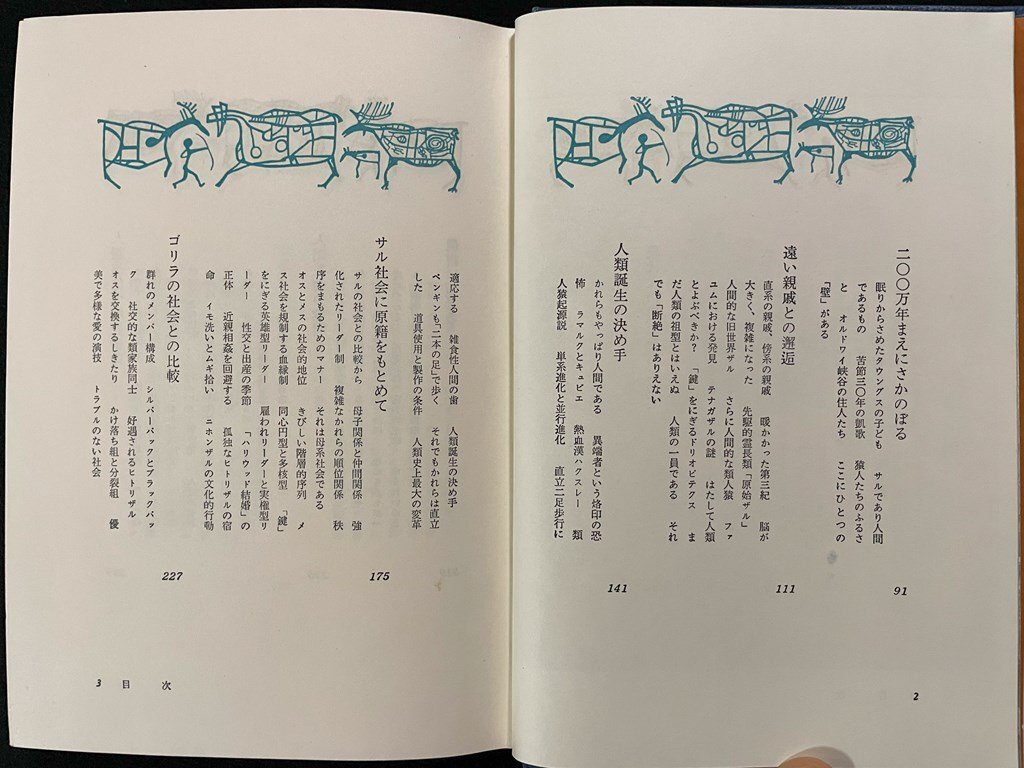 二〇〇万年まえにさかのぼる
眠りからさめたタウングスの子ども　猿人たちのふるさ
であるもの　苦節三〇年の凱歌　サルであり人間
と　オルドワイ峡谷の住人たち　ここにひとつの
「壁」がある
91
遠い親戚との邂逅
直系の親戚、傍系の親戚　暖かかった第三紀　脳が
大きく、複雑になった　先駆的霊長類「原始ザル」
人間的な旧世界ザル　さらに人間的な類人猿　ファ
ユムにおける発見　テナガザルの謎　はたして人類
とよぶべきか？　「鍵」をにぎるドリオピテクス　ま
だ人類の祖型とはいえぬ　人類の一員である　それ
でも「断絶」はありえない
111
人類誕生の決め手
かれらもやっぱり人間である　異端者という烙印の恐
怖　ラマルクとキュビエ　熱血漢ハクスレー　類
人猿起源説　単系進化と並行進化　直立二足歩行に
141
2
適応する　雑食性人間の歯　人類誕生の決め手
ペンギンも「二本の足」で歩く　それでもかれらは直立
した　道具使用と製作の条件　人類史上最大の変革
サル社会に原籍をもとめて
サルの社会との比較から　母子関係と仲間関係　強
化されたリーダー制　複雑なかれらの順位関係　秩
序をまもるためのマナー　それは母系社会である
オスとメスの社会的地位　きびしい階層的序列　メ
ス社会を規制する血縁制　同心円型と多核型　「鍵」
をにぎる英雄型リーダー　雇われリーダーと実権型リ
ーダー　性交と出産の季節　「ハリウッド結婚」の
正体　近親相姦を回避する　孤独なヒトリザルの宿
命　イモ洗いとムギ拾い　ニホンザルの文化的行動
175
ゴリラの社会との比較
群れのメンバー構成　シルバーバックとブラックバッ
ク　社交的な類家族同士　好遇されるヒトリザル
オスを交換するしきたり　かけ落ち組と分裂組　優
美で多様な愛の演技　トラブルのない社会
227
3　目　次